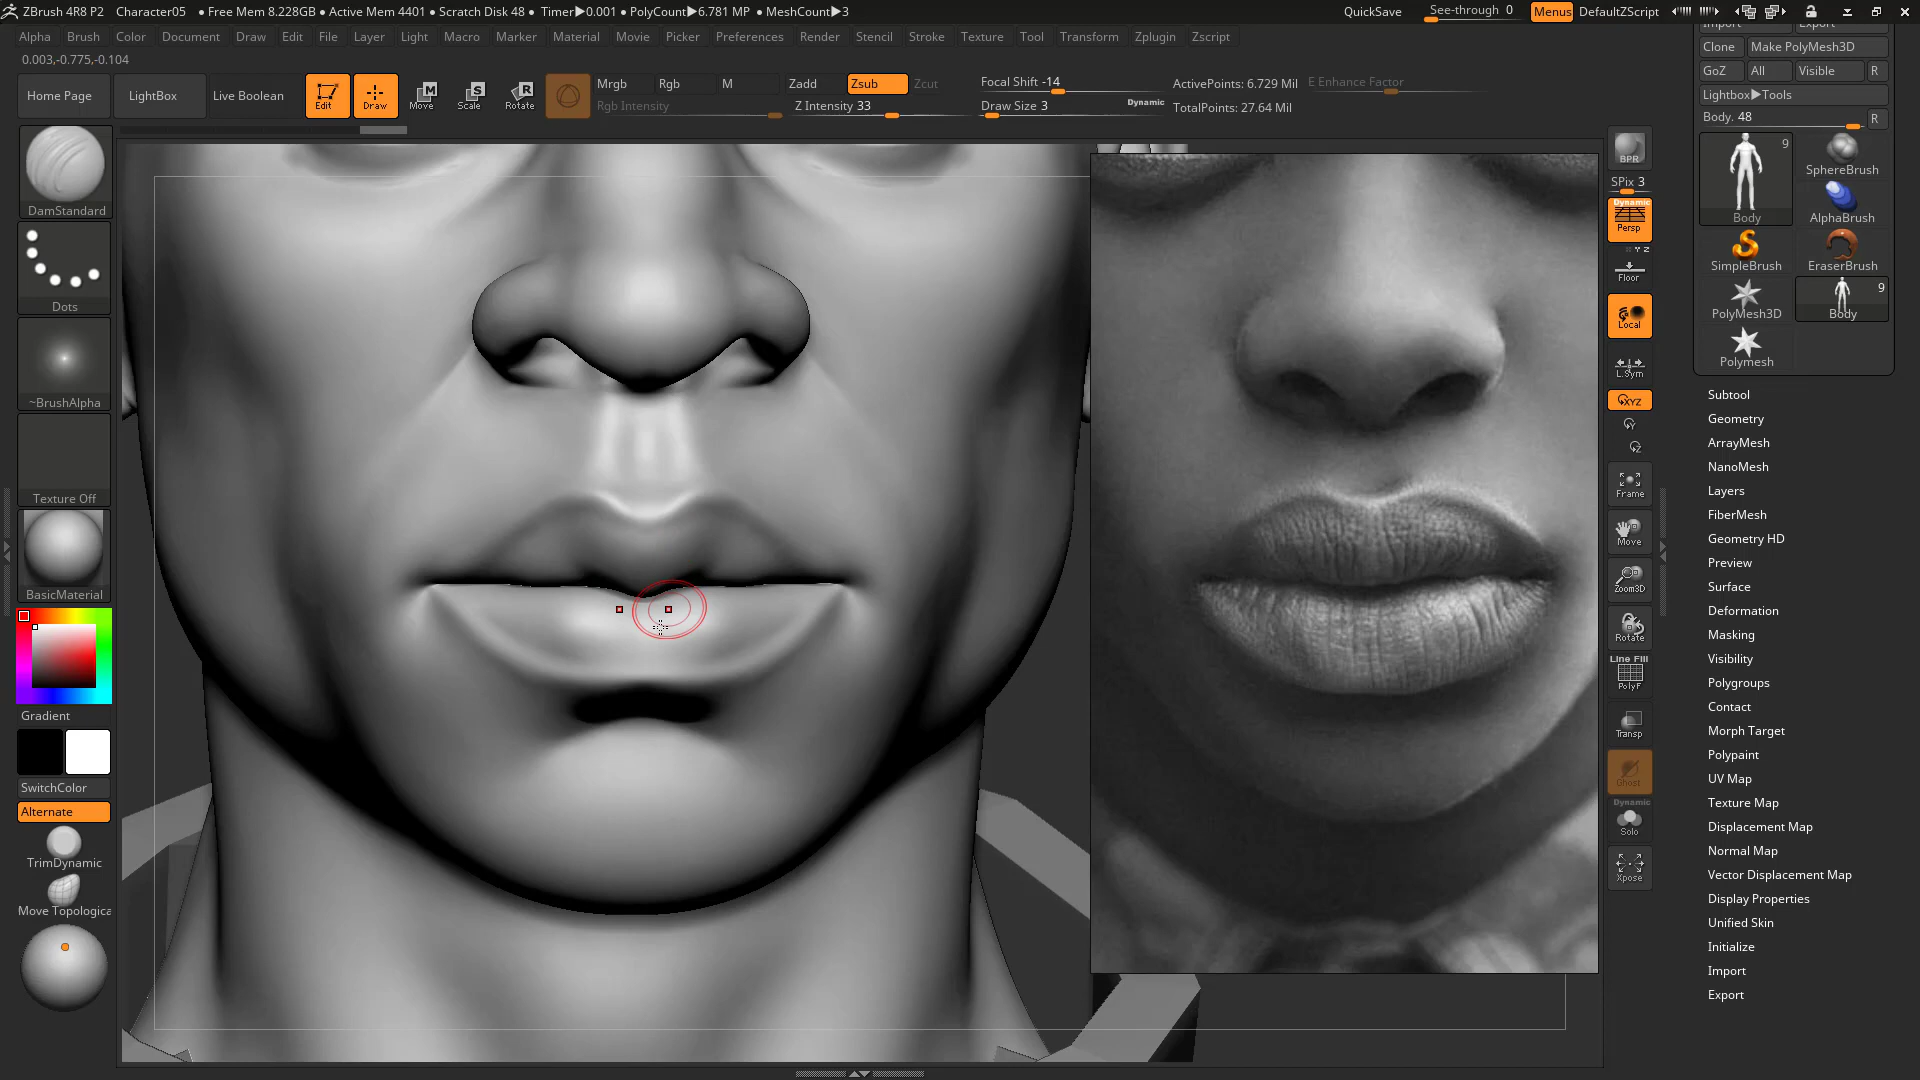 ZBrush 4R8 P2 Character05 ● Free Mem 8.228GB ● Active Mem 4401 ● Scratch Disk 48 ● Timer▶0.001 ● PolyCount▶6.781 MP ● MeshCount▶3 QuickSave See-through 0 Menus DefaultZScript
Alpha Brush Color Document Draw Edit File Layer Light Macro Marker Material Movie Picker Preferences Render Stencil Stroke Texture Tool Transform Zplugin Zscript
0.003,-0.775,-0.104
Home Page LightBox Live Boolean Edit Draw Move Scale Rotate
Mrgb Rgb M Zadd Zsub Zcut
Rgb Intensity Z Intensity 33
Focal Shift -14
Draw Size 3 Dynamic
ActivePoints: 6.729 Mil E Enhance Factor
TotalPoints: 27.64 Mil
DamStandard
Dots
~BrushAlpha
Texture Off
BasicMaterial
Gradient
SwitchColor
Alternate
TrimDynamic
Move Topologica
BPR
SPix 3
Dynamic
Persp
Floor
Local
L.Sym
XYZ
Y
Z
Frame
Move
Zoom3D
Rotate
Line Fill
PolyF
Transp
Ghost
Dynamic
Solo
Xpose
Import Export
Clone Make PolyMesh3D
GoZ All Visible R
Lightbox▶Tools
Body. 48 R
9
Body
SphereBrush
AlphaBrush
SimpleBrush EraserBrush
9
PolyMesh3D Body
Polymesh
Subtool
Geometry
ArrayMesh
NanoMesh
Layers
FiberMesh
Geometry HD
Preview
Surface
Deformation
Masking
Visibility
Polygroups
Contact
Morph Target
Polypaint
UV Map
Texture Map
Displacement Map
Normal Map
Vector Displacement Map
Display Properties
Unified Skin
Initialize
Import
Export